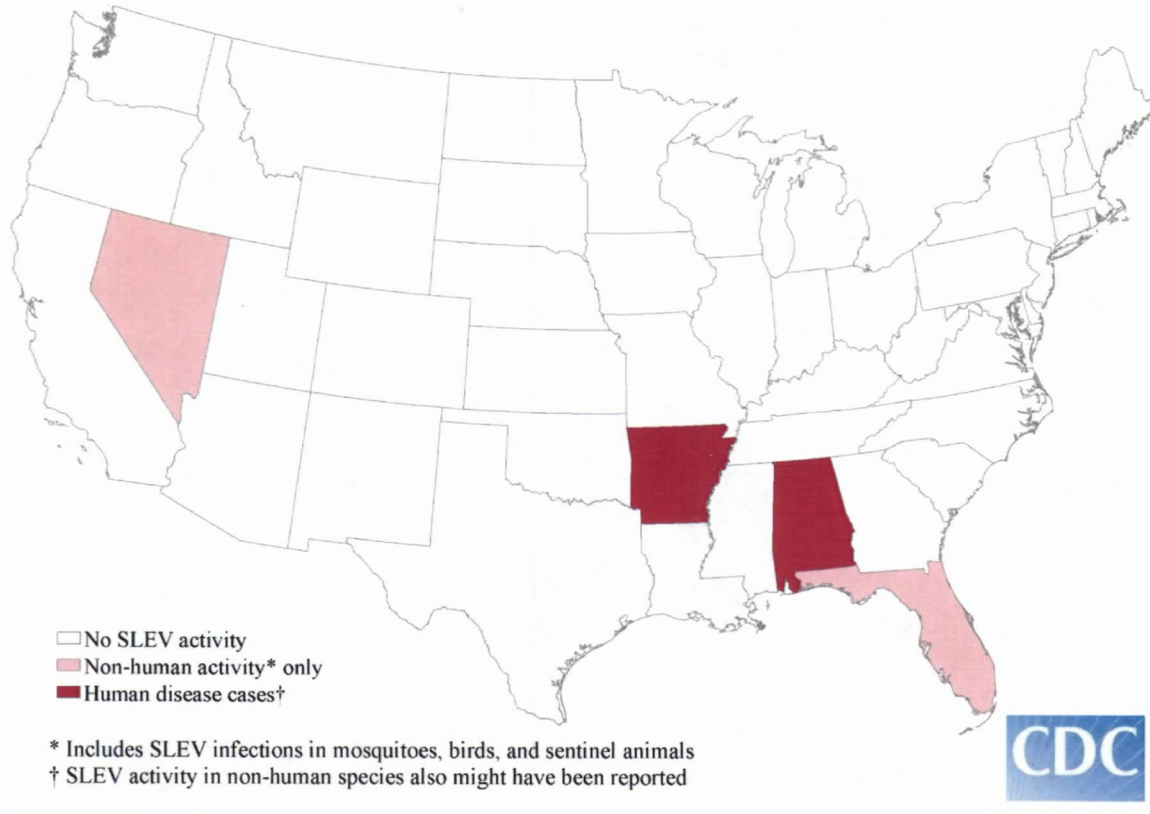 No SLEV activity
Non-human activity* only
Human disease cases†
* Includes SLEV infections in mosquitoes, birds, and sentinel animals
† SLEV activity in non-human species also might have been reported
CDC